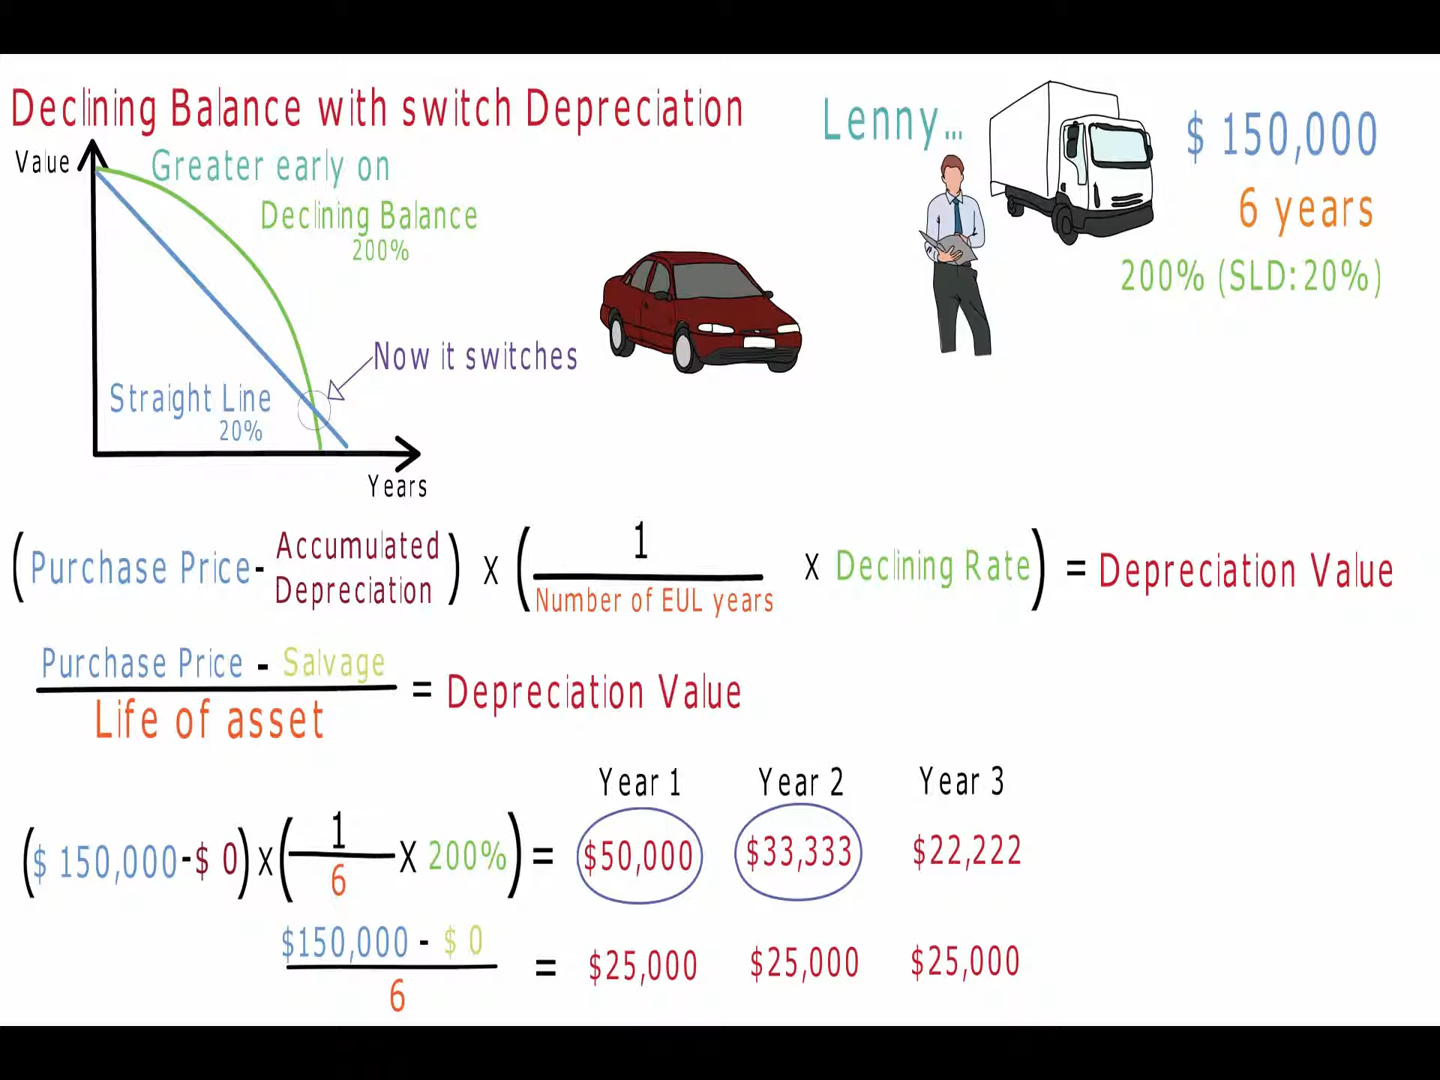 Declining Balance with switch Depreciation
Lenny...
$ 150,000
6 years
200% (SLD: 20%)
Value
Greater early on
Declining Balance
200%
Now it switches
Straight Line
20%
Years
(Purchase Price - Accumulated Depreciation) x (1 / Number of EUL years x Declining Rate) = Depreciation Value
Purchase Price - Salvage
Life of asset
= Depreciation Value
Year 1 Year 2 Year 3
($ 150,000 - $ 0) x (1 / 6 X 200%) = $50,000 $33,333 $22,222
$150,000 - $ 0
6
= $25,000 $25,000 $25,000